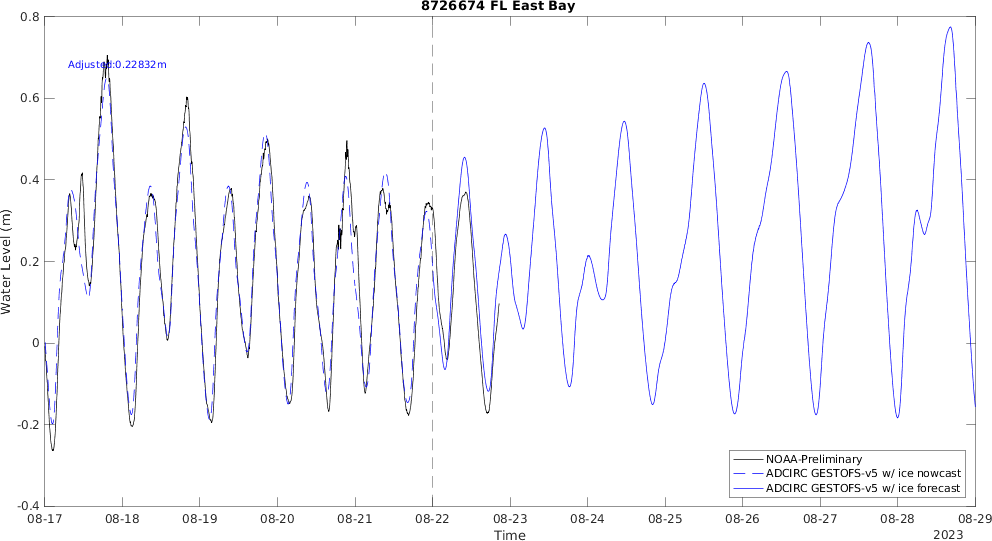 8726674 FL East Bay
Adjusted:0.22832m
Water Level (m)
0.8
0.6
0.4
0.2
0
-0.2
-0.4
NOAA-Preliminary
ADCIRC GESTOFS-v5 w/ ice nowcast
ADCIRC GESTOFS-v5 w/ ice forecast
08-17 08-18 08-19 08-20 08-21 08-22 08-23 08-24 08-25 08-26 08-27 08-28 08-29
Time
2023